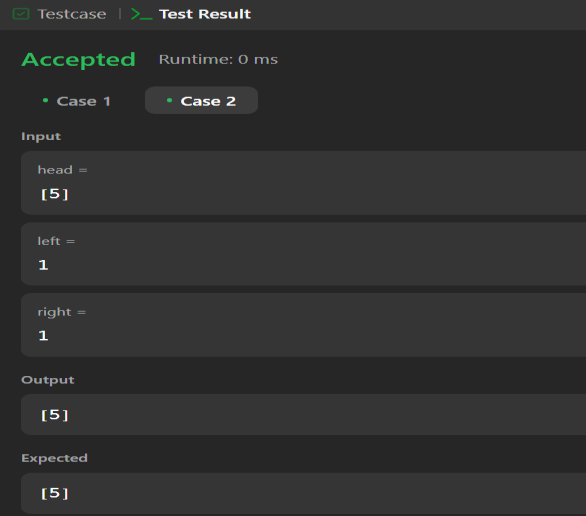 Testcase | >_ Test Result
Accepted Runtime: 0 ms
• Case 1 • Case 2
Input
head =
[5]
left =
1
right =
1
Output
[5]
Expected
[5]